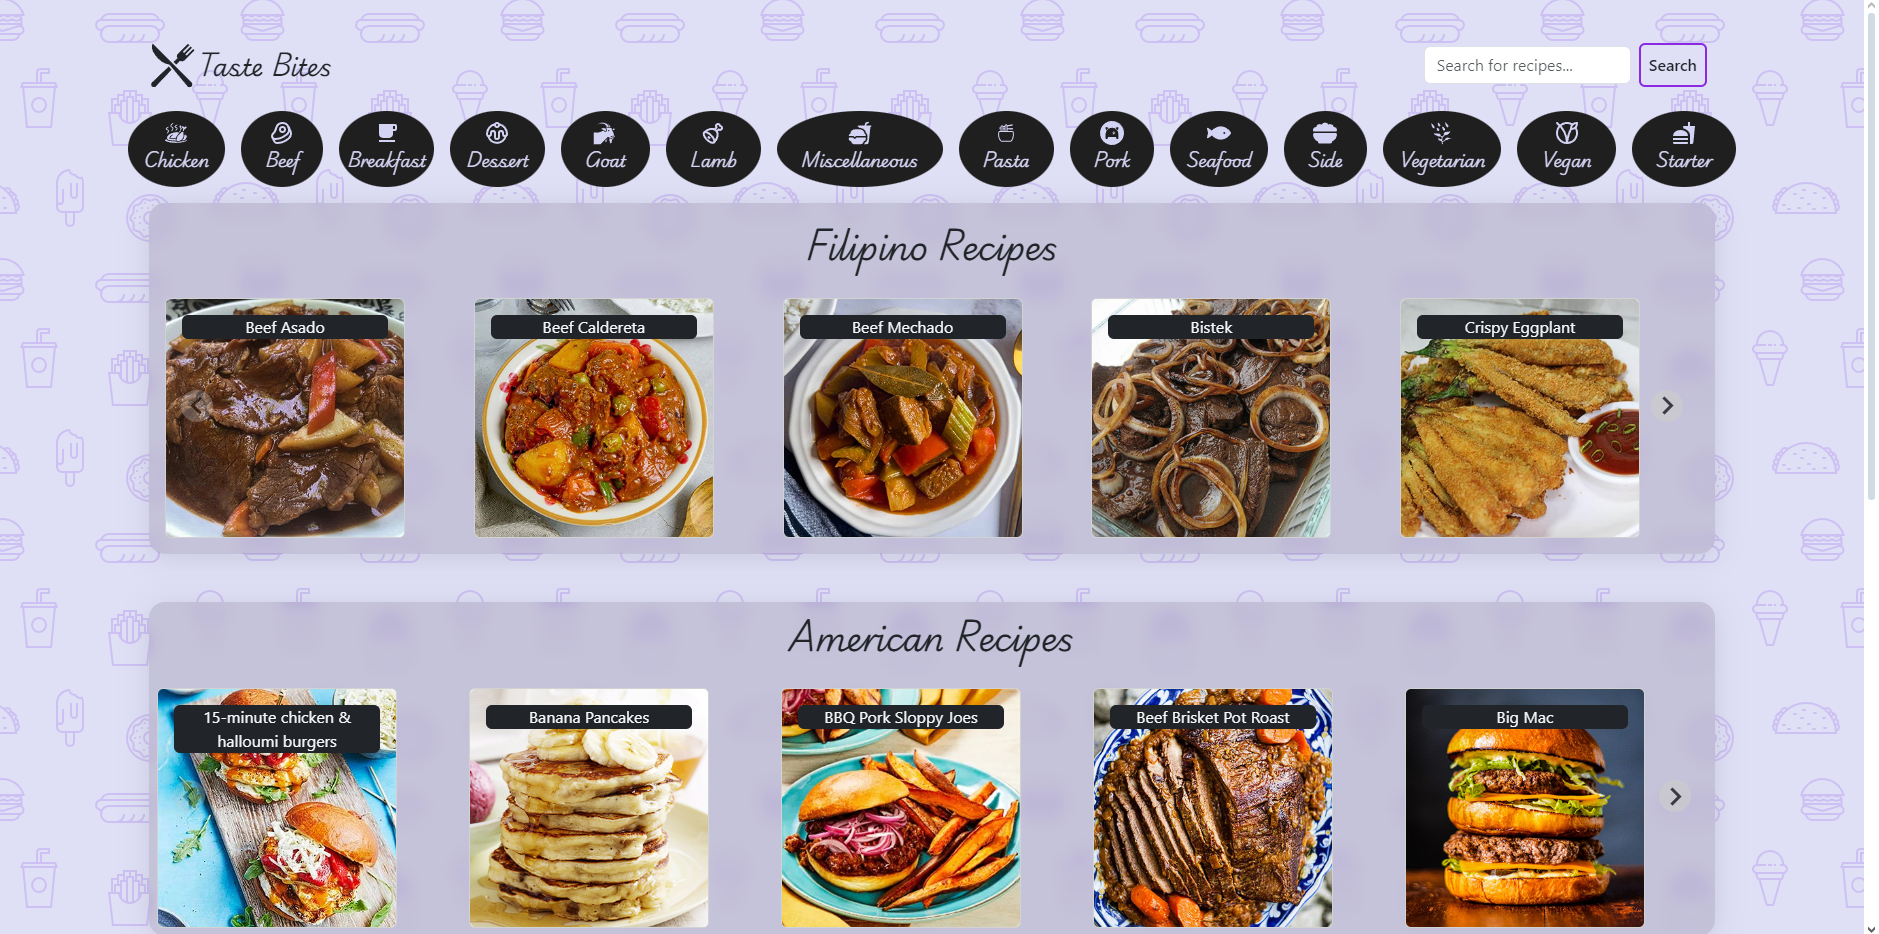 Taste Bites
Search for recipes...
Search
Chicken
Beef
Breakfast
Dessert
Goat
Lamb
Miscellaneous
Pasta
Pork
Seafood
Side
Vegetarian
Vegan
Starter
Filipino Recipes
Beef Asado
Beef Caldereta
Beef Mechado
Bistek
Crispy Eggplant
American Recipes
15-minute chicken &
halloumi burgers
Banana Pancakes
BBQ Pork Sloppy Joes
Beef Brisket Pot Roast
Big Mac